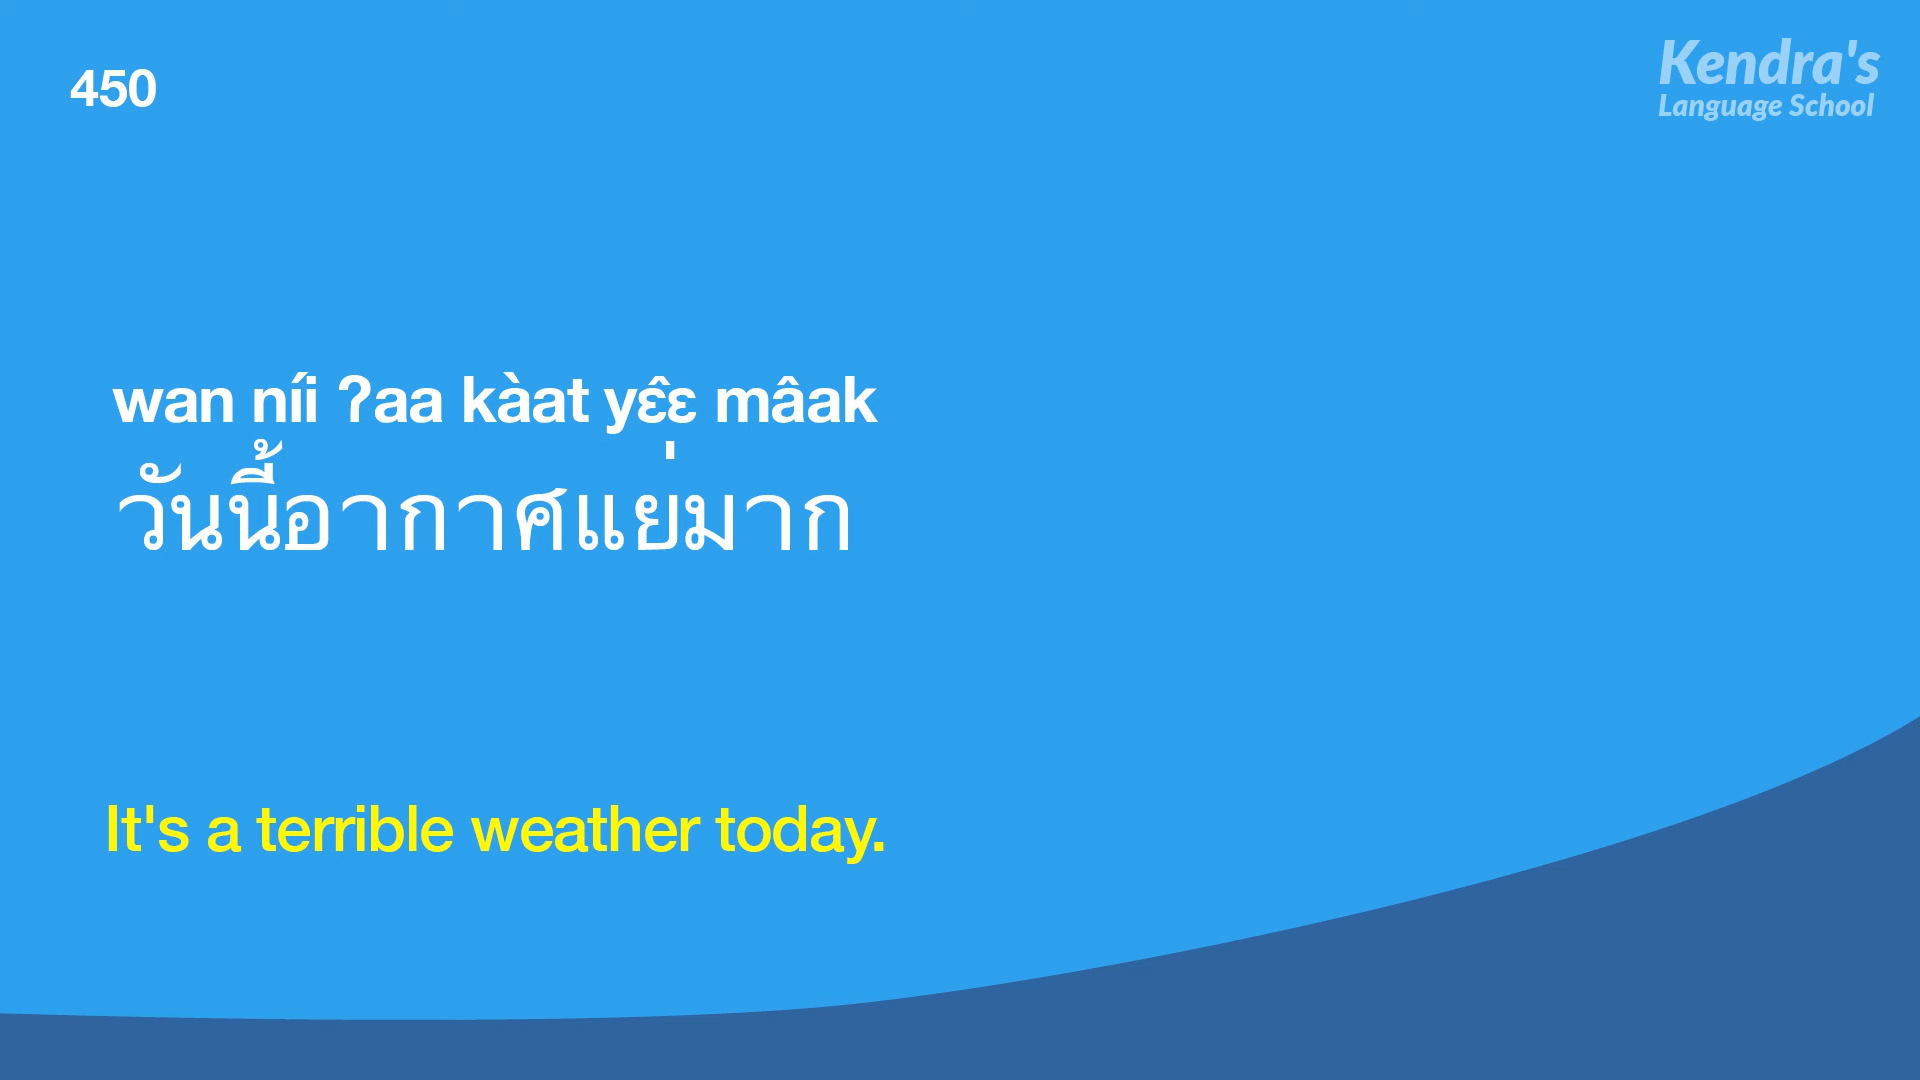 450
Kendra's
Language School
wan níi ʔaa kàat yɛ̂ɛ mâak
วันนี้อากาศแย่มาก
It's a terrible weather today.